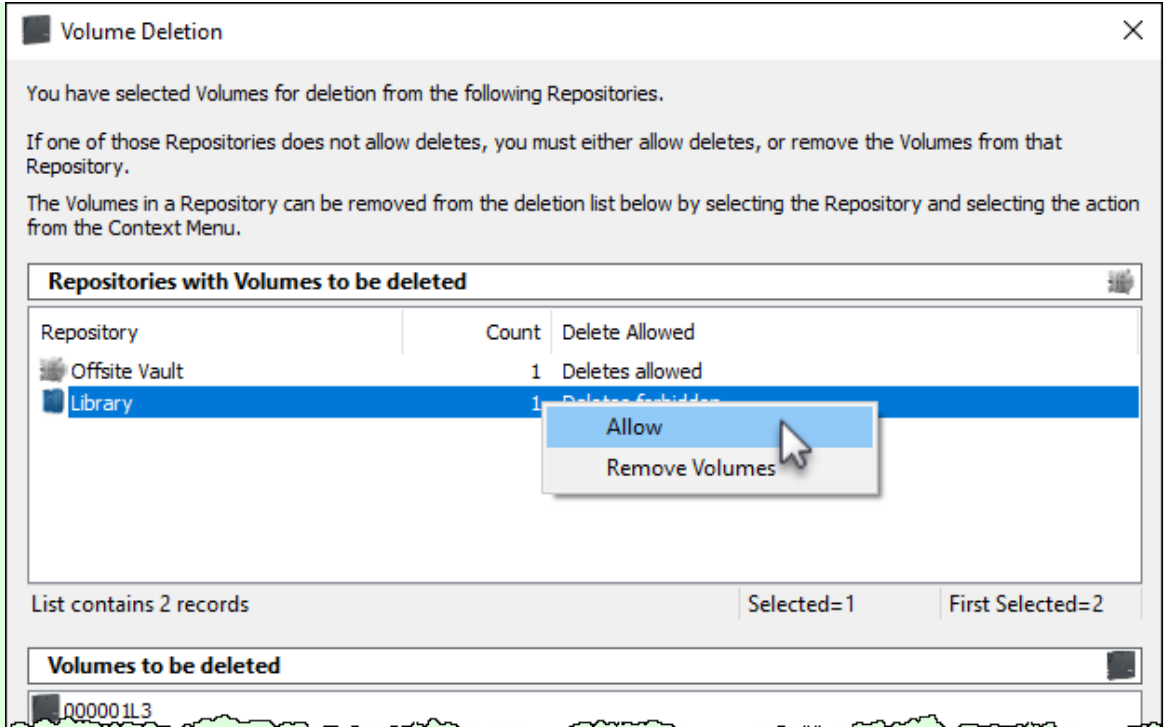 Volume Deletion
You have selected Volumes for deletion from the following Repositories.
If one of those Repositories does not allow deletes, you must either allow deletes, or remove the Volumes from that
Repository.
The Volumes in a Repository can be removed from the deletion list below by selecting the Repository and selecting the action
from the Context Menu.
Repositories with Volumes to be deleted
Repository Count Delete Allowed
Offsite Vault 1 Deletes allowed
Library 1 Deletes forbidden
Allow
Remove Volumes
List contains 2 records Selected=1 First Selected=2
Volumes to be deleted
000001L3